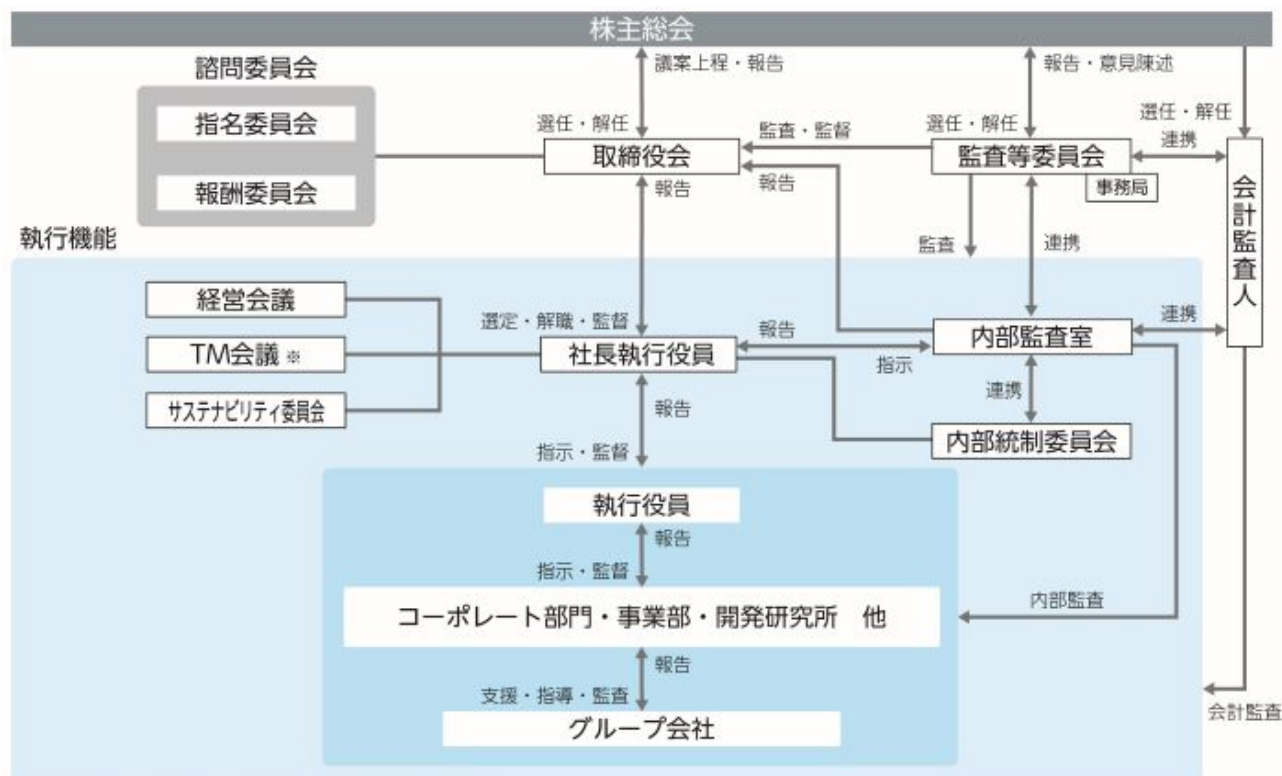 株主総会
諮問委員会
議案上程・報告
報告・意見陳述
指名委員会
選任・解任
監査・監督
選任・解任
選任・解任
連携
取締役会
監査等委員会
報酬委員会
報告
報告
事務局
会計監査人
執行機能
監査
連携
経営会議
選定・解職・監督
報告
内部監査室
連携
TM会議 ※
社長執行役員
指示
サステナビリティ委員会
報告
連携
指示・監督
内部統制委員会
執行役員
報告
指示・監督
コーポレート部門・事業部・開発研究所 他
内部監査
報告
支援・指導・監査
グループ会社
会計監査